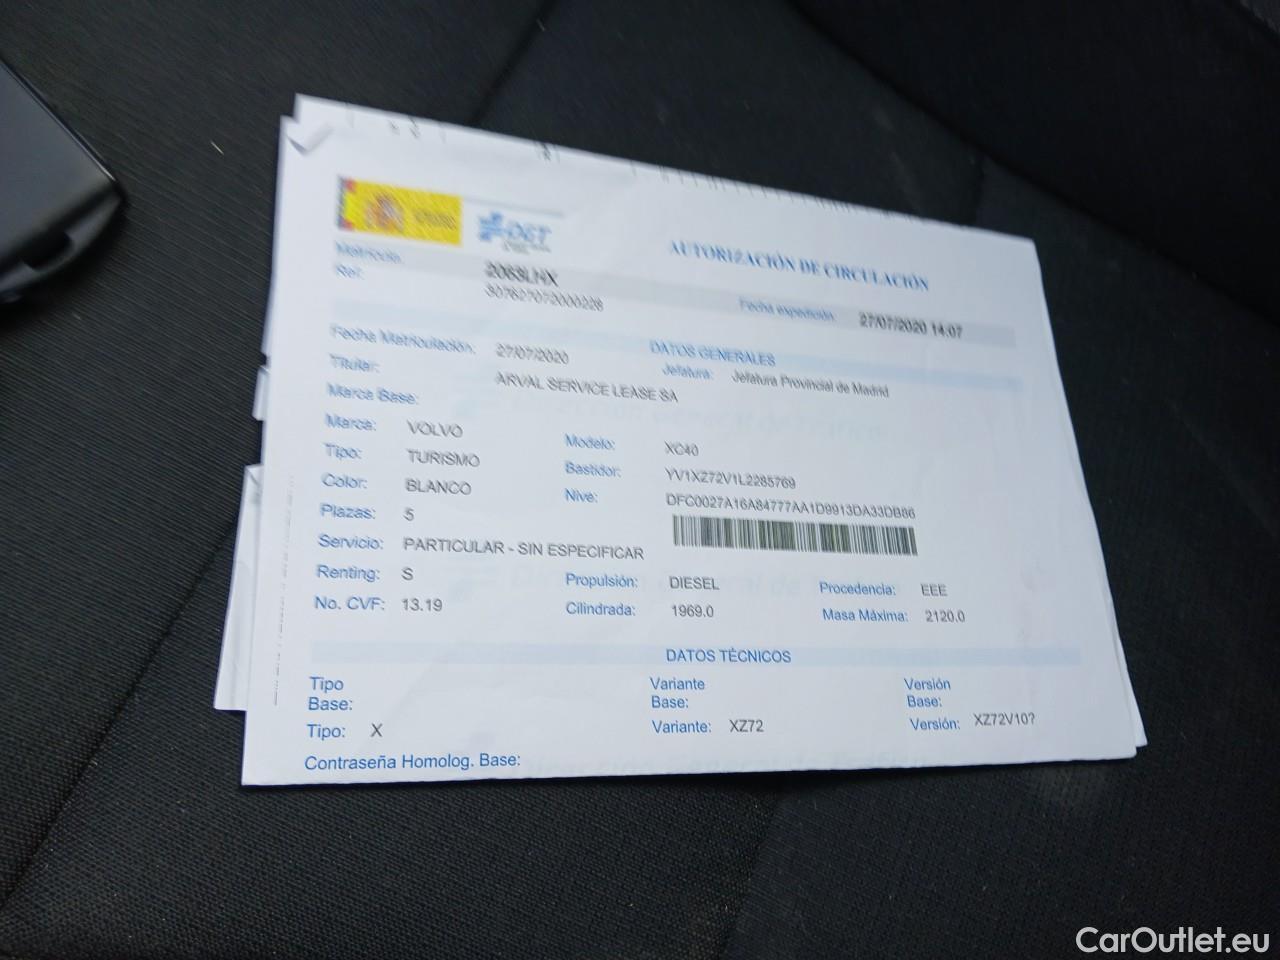 DGT
AUTORIZACIÓN DE CIRCULACIÓN
Matrícula: 2063LHX
Ref: 307627072000228
Fecha expedición: 27/07/2020 14:07
DATOS GENERALES
Fecha Matriculación: 27/07/2020 Jefatura: Jefatura Provincial de Madrid
Titular: ARVAL SERVICE LEASE SA
Marca Base:
Marca: VOLVO Modelo: XC40
Tipo: TURISMO Bastidor: YV1XZ72V1L2285769
Color: BLANCO Nive: DFC0027A16A84777AA1D9913DA33DB86
Plazas: 5
Servicio: PARTICULAR - SIN ESPECIFICAR
Renting: S Propulsión: DIESEL Procedencia: EEE
No. CVF: 13.19 Cilindrada: 1969.0 Masa Máxima: 2120.0
DATOS TÉCNICOS
Tipo Base: Variante Base: Versión Base:
Tipo: X Variante: XZ72 Versión: XZ72V10?
Contraseña Homolog. Base:
CarOutlet.eu